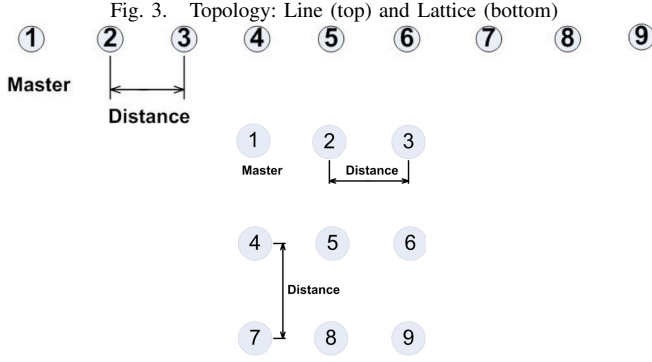 Fig. 3. Topology: Line (top) and Lattice (bottom)
1 2 3 4 5 6 7 8 9
Master
Distance
1 2 3
Master Distance
4 5 6
Distance
7 8 9